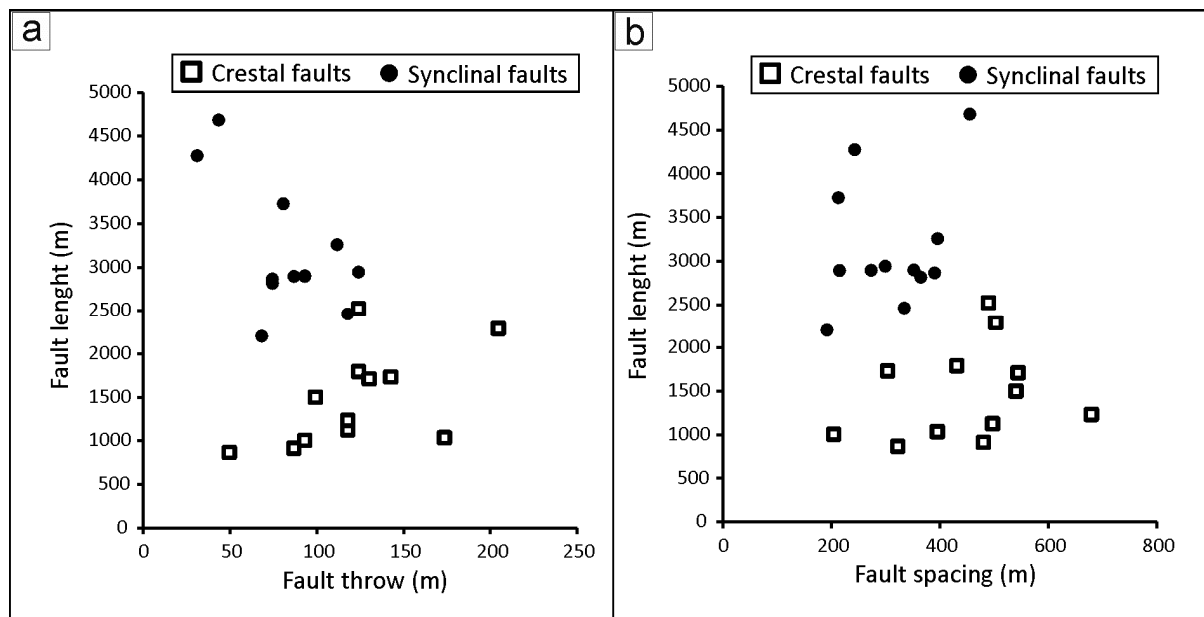 a
Crestal faults Synclinal faults
5000
4500
4000
3500
3000
2500
2000
1500
1000
500
0
Fault lenght (m)
0 50 100 150 200 250
Fault throw (m)
b
Crestal faults Synclinal faults
5000
4500
4000
3500
3000
2500
2000
1500
1000
500
0
Fault lenght (m)
0 200 400 600 800
Fault spacing (m)